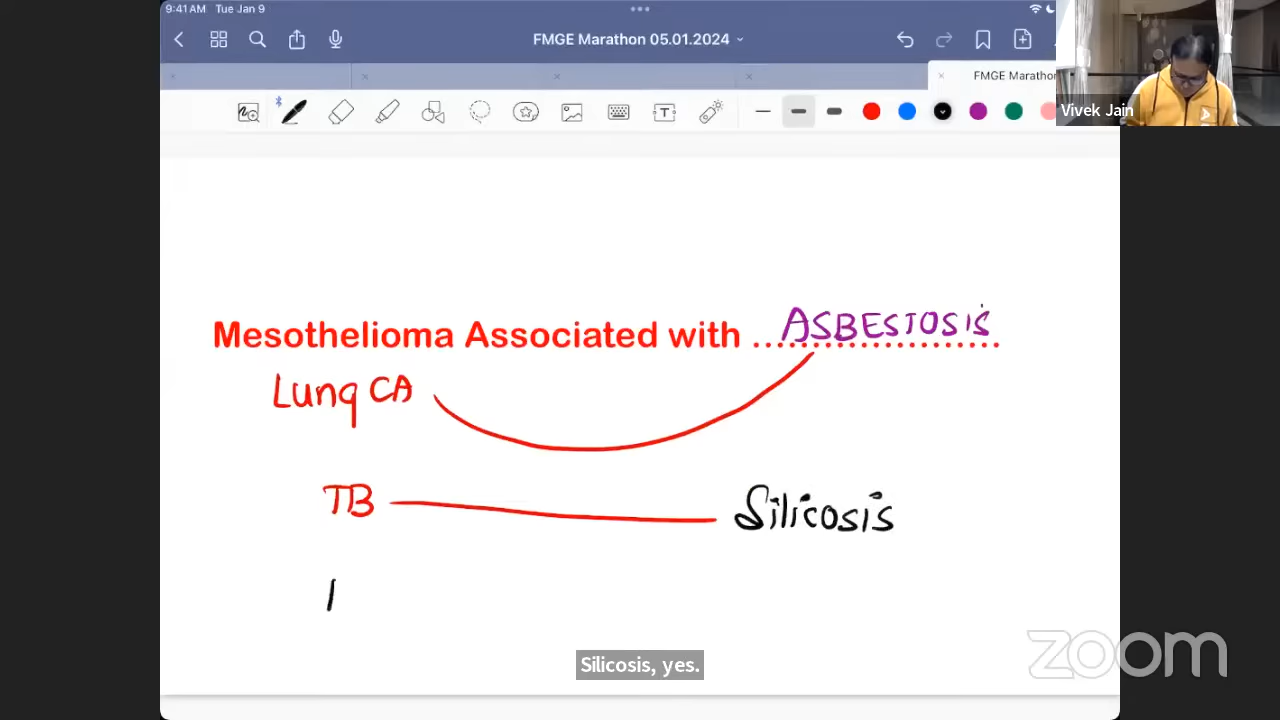 9:41 AM Tue Jan 9
FMGE Marathon 05.01.2024
FMGE Marathon
Vivek Jain
Mesothelioma Associated with ..................... ASBESTOSIS
Lung CA
TB Silicosis
Silicosis, yes.
zoom